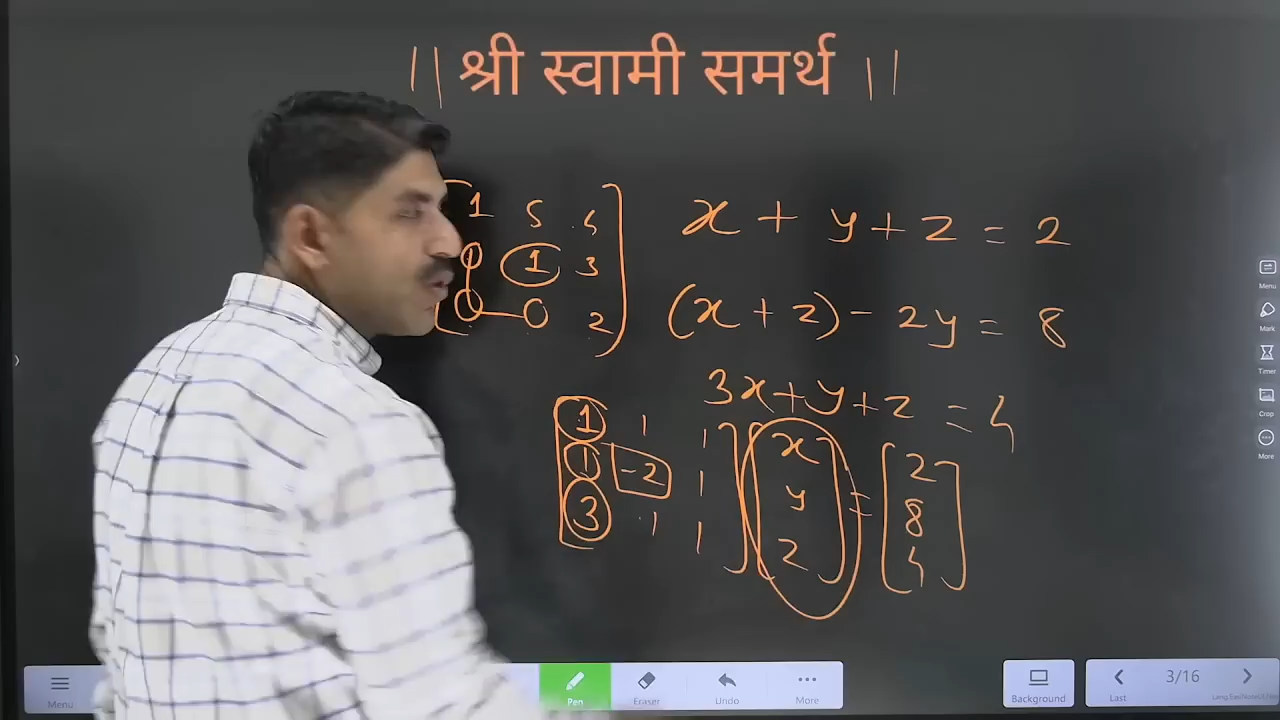 || श्री स्वामी समर्थ ||
1 5 5
0 1 3
0 0 2
x + y + z = 2
(x + z) - 2y = 8
3x + y + z = 4
1 1 1
1 -2 1
3 1 1
x
y
z
=
2
8
4
Menu
Mark
Timer
Crop
More
Menu
Pen
Eraser
Undo
More
Background
Last
3/16